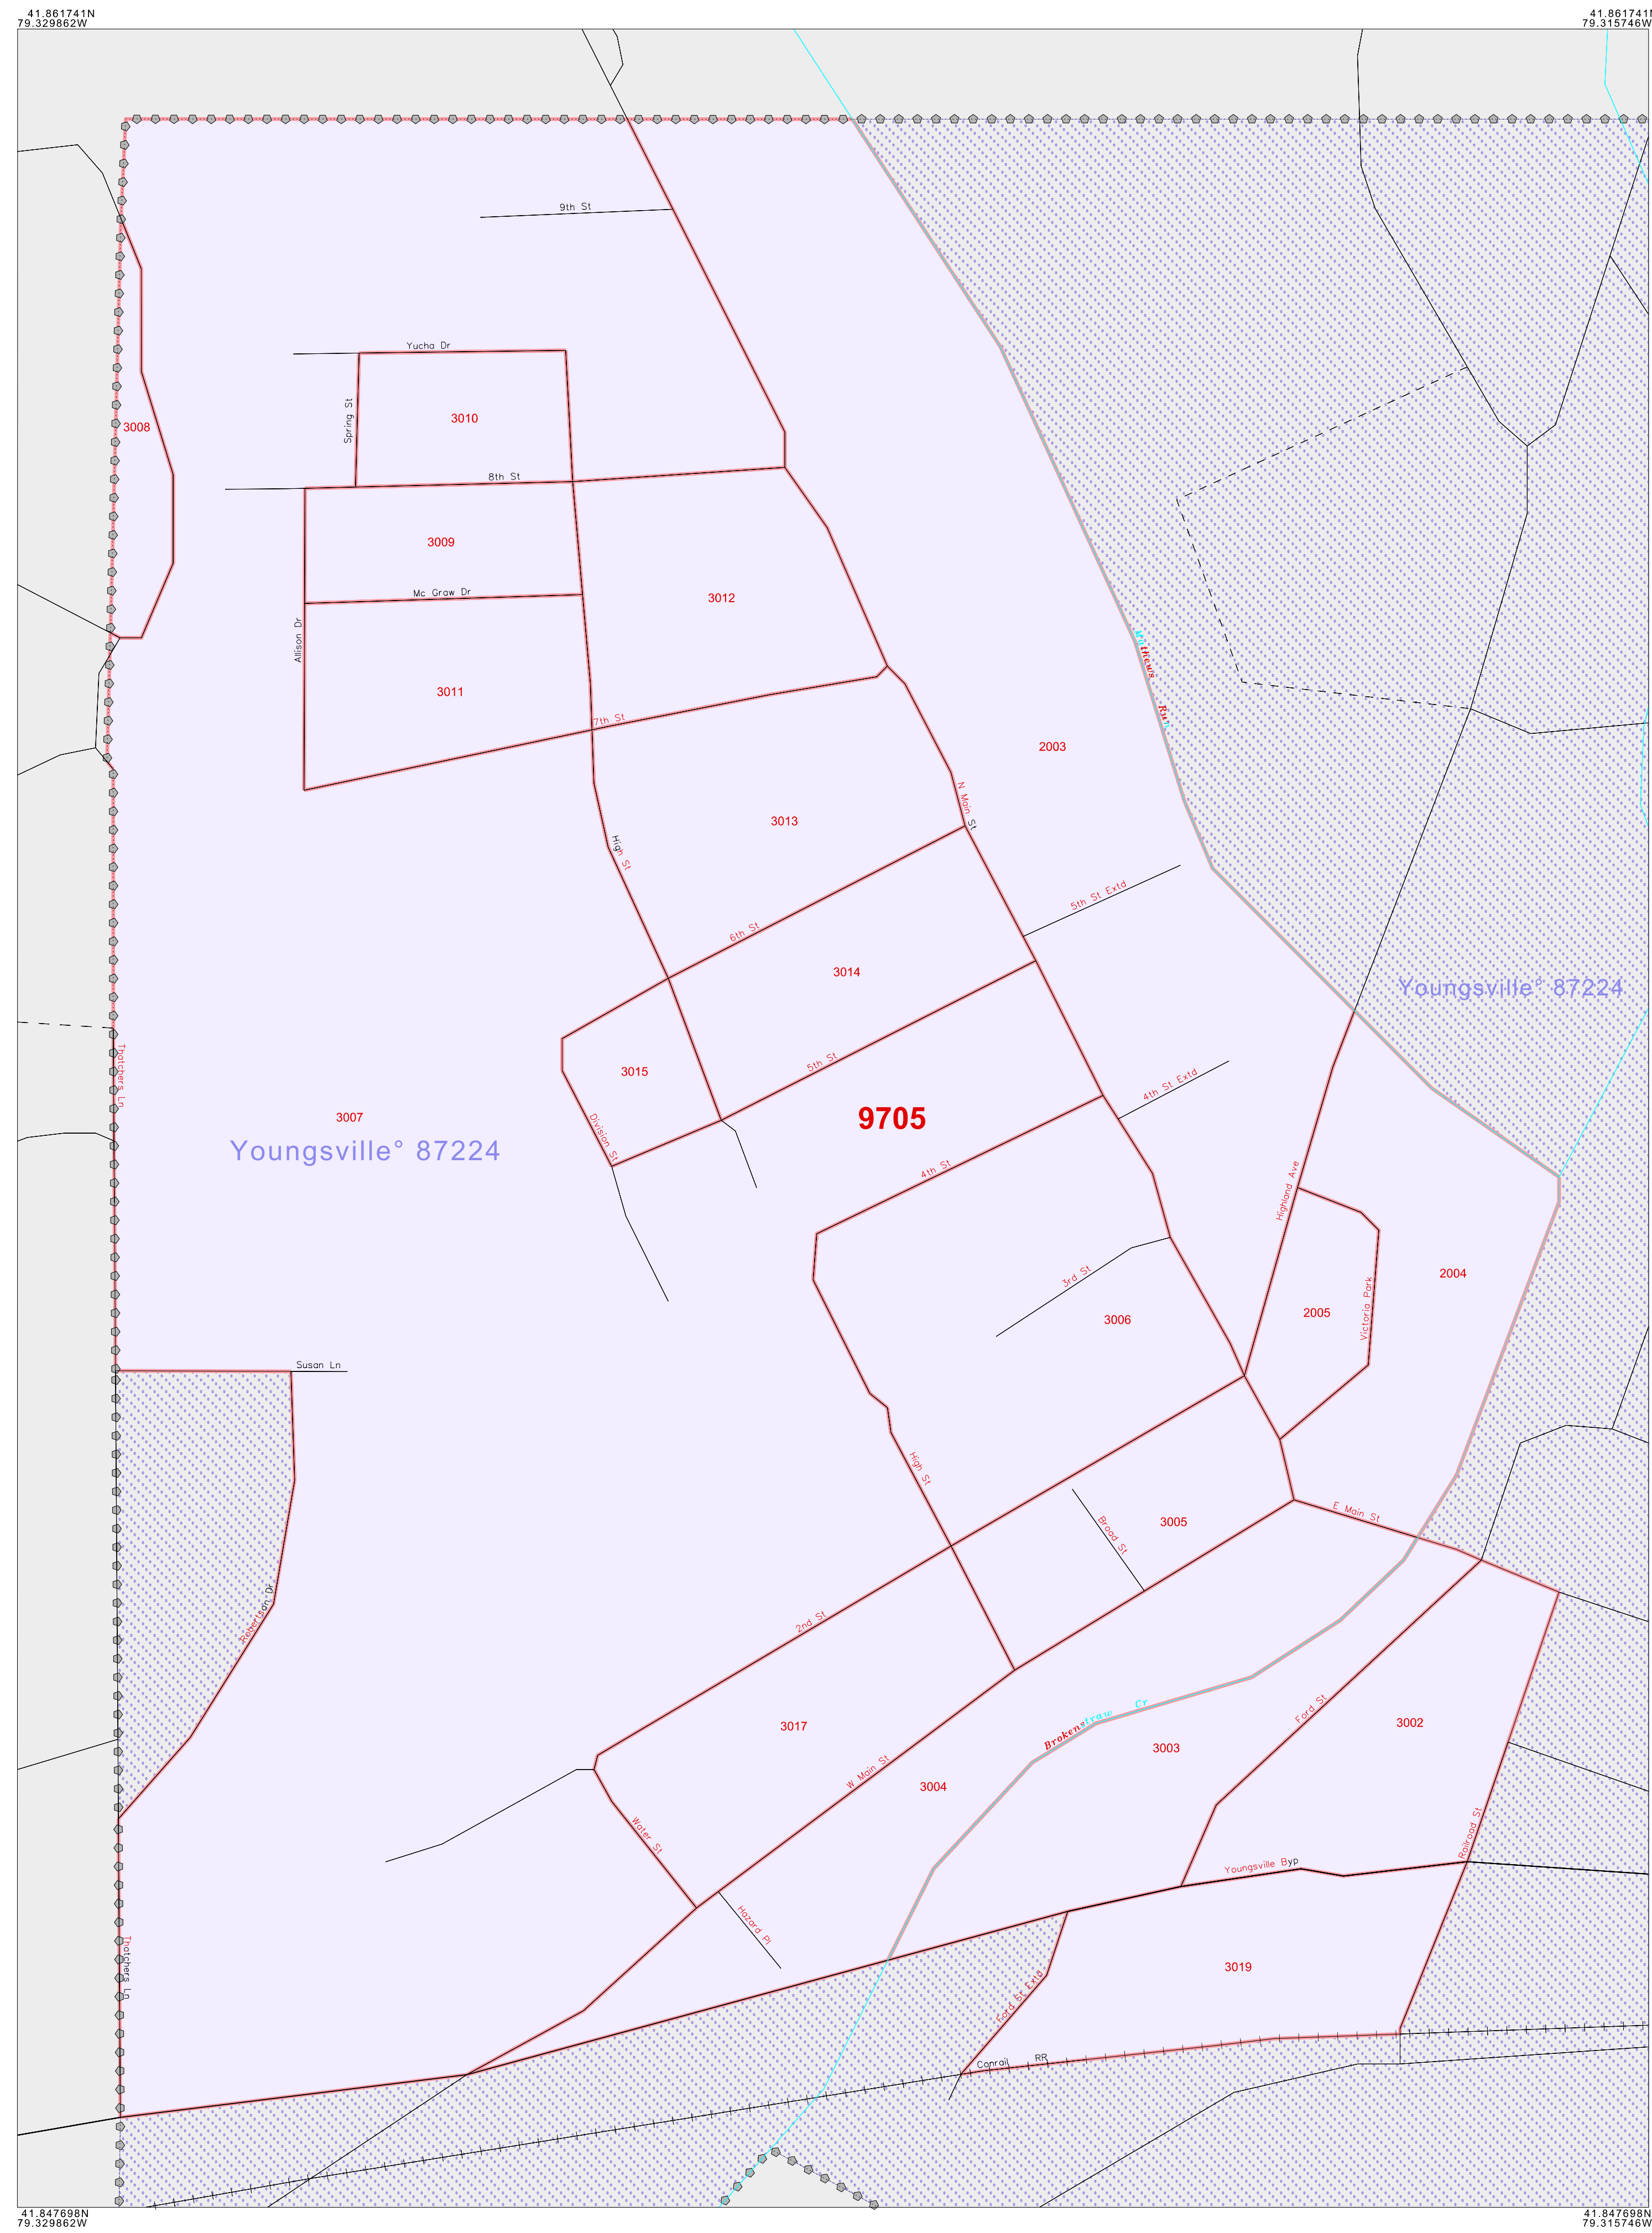 41.861741N
79.329862W
41.861741N
79.315746W
9th St
Yucha Dr
Spring St
3010
3008
8th St
3009
Mc Graw Dr
3012
Allison Dr
3011
7th St
Mathews Run
2003
N Main St
3013
High St
5th St Extd
6th St
3014
Youngsville° 87224
5th St
3015
Thatchers Ln
4th St Extd
3007
9705
Division St
Youngsville° 87224
4th St
Highland Ave
3rd St
2004
2005
Victoria Park
3006
Susan Ln
High St
E Main St
3005
Broad St
Robertson Dr
2nd St
Brokenstraw Cr
Ford St
3002
3017
3003
W Main St
3004
Water St
Railroad St
Youngsville Byp
Hazard Pl
Thatchers Ln
3019
Ford St Extd
Conrail RR
41.847698N
79.329862W
41.847698N
79.315746W